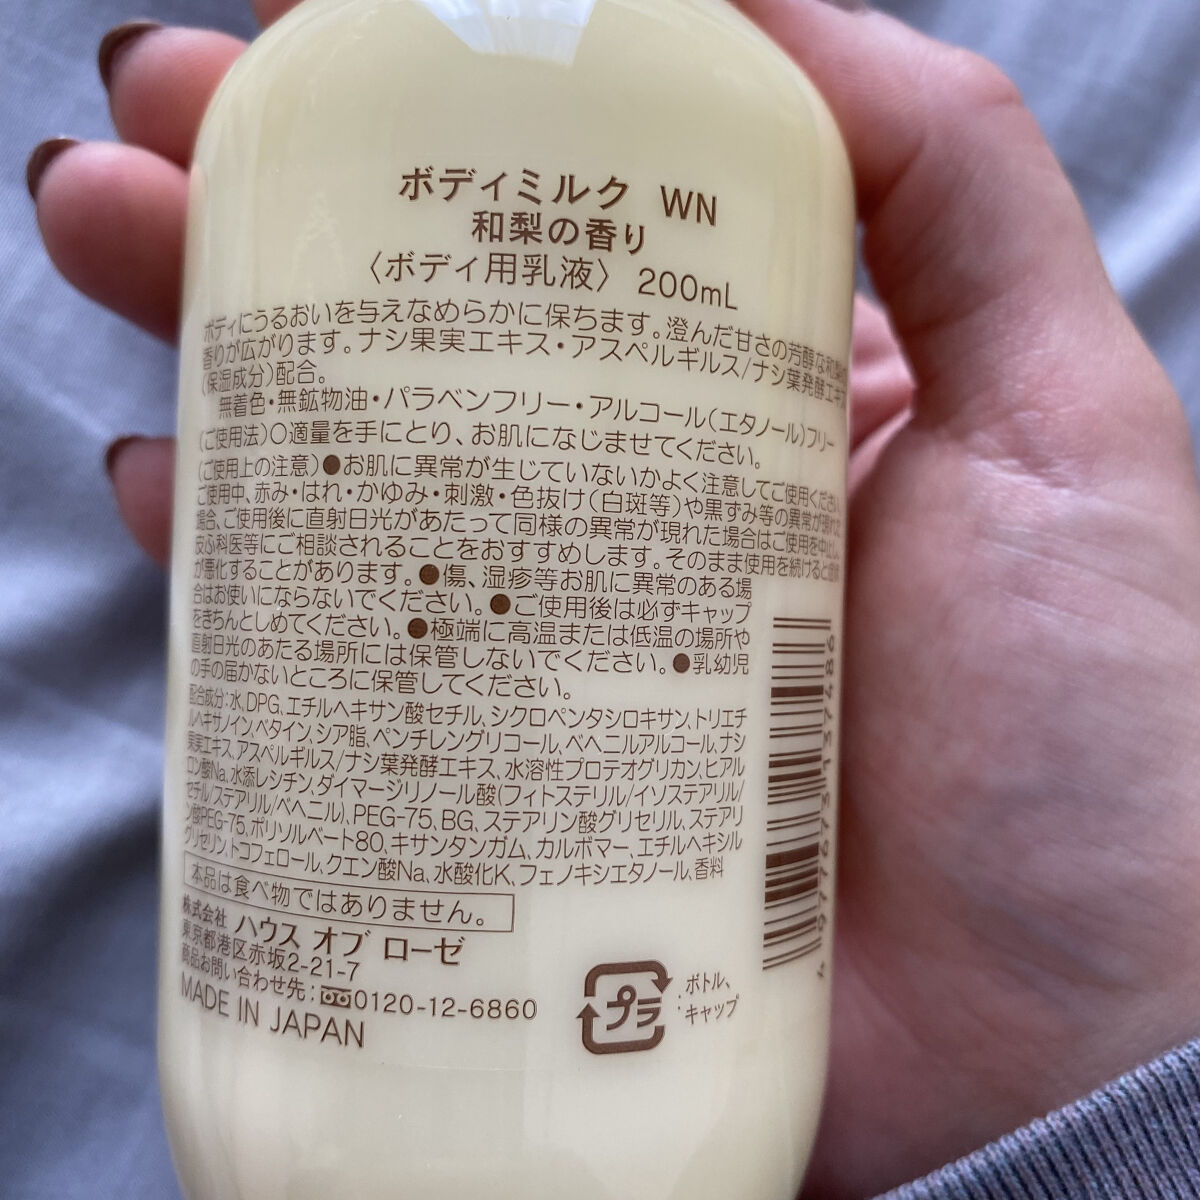 ボディミルク WN
和梨の香り
〈ボディ用乳液〉 200mL
ボディにうるおいを与えなめらかに保ちます。澄んだ甘さの芳醇な和梨の
香りが広がります。ナシ果実エキス・アスペルギルス/ナシ葉発酵エキス
(保湿成分)配合。
無着色・無鉱物油・パラベンフリー・アルコール(エタノール)フリー
(ご使用法)○適量を手にとり、お肌になじませてください。
(ご使用上の注意)●お肌に異常が生じていないかよく注意してご使用ください。
ご使用中、赤み・はれ・かゆみ・刺激・色抜け(白斑等)や黒ずみ等の異常が現れた
場合、ご使用後に直射日光があたって同様の異常が現れた場合はご使用を中止し、
皮ふ科医等にご相談されることをおすすめします。そのまま使用を続けると症状
が悪化することがあります。●傷、湿疹等お肌に異常のある場
合はお使いにならないでください。●ご使用後は必ずキャップ
をきちんとしめてください。●極端に高温または低温の場所や
直射日光のあたる場所には保管しないでください。●乳幼児
の手の届かないところに保管してください。
配合成分:水、DPG、エチルヘキサン酸セチル、シクロペンタシロキサン、トリエチ
ルヘキサノイン、ベタイン、シア脂、ペンチレングリコール、ベヘニルアルコール、ナシ
果実エキス、アスペルギルス/ナシ葉発酵エキス、水溶性プロテオグリカン、ヒアル
ロン酸Na、水添レシチン、ダイマージリノール酸(フィトステリル/イソステアリル/
セチル/ステアリル/ベヘニル)、PEG-75、BG、ステアリン酸グリセリル、ステアリ
ン酸PEG-75、ポリソルベート80、キサンタンガム、カルボマー、エチルヘキシル
グリセリン、トコフェロール、クエン酸Na、水酸化K、フェノキシエタノール、香料
本品は食べ物ではありません。
株式会社 ハウス オブ ローゼ
東京都港区赤坂2-21-7
商品お問い合わせ先:0120-12-6860
MADE IN JAPAN
プラ
:ボトル、
キャップ
4 971673 137486